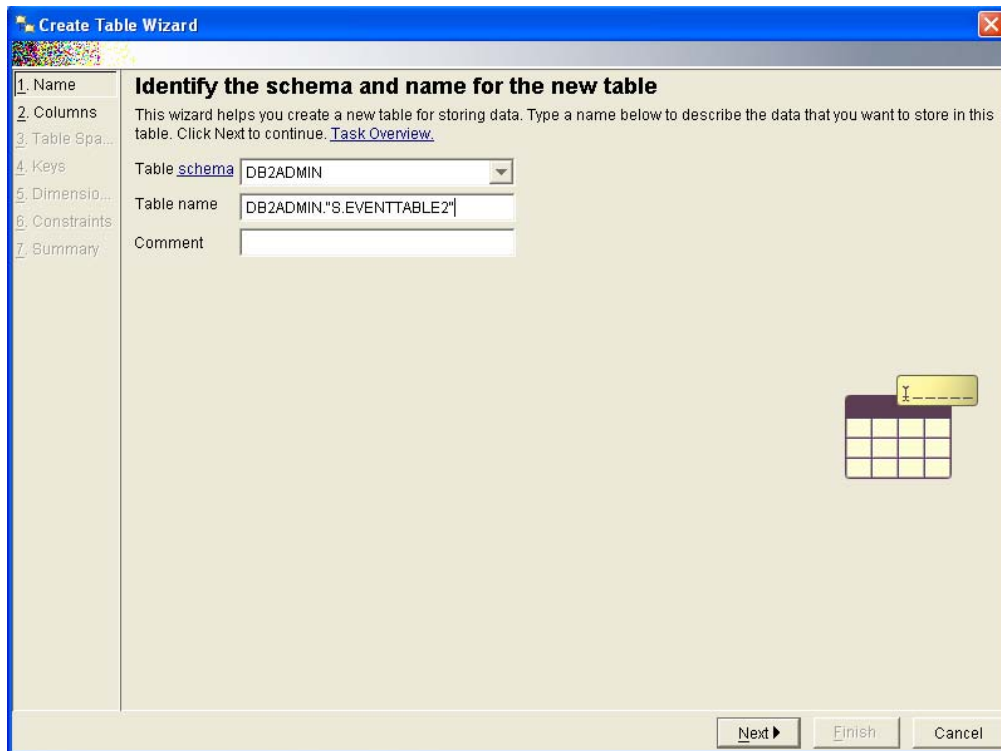 Create Table Wizard
1. Name
2. Columns
3. Table Spa...
4. Keys
5. Dimensio...
6. Constraints
7. Summary
Identify the schema and name for the new table
This wizard helps you create a new table for storing data. Type a name below to describe the data that you want to store in this
table. Click Next to continue. Task Overview.
Table schema DB2ADMIN
Table name DB2ADMIN."S.EVENTTABLE2"
Comment
Next
Finish
Cancel